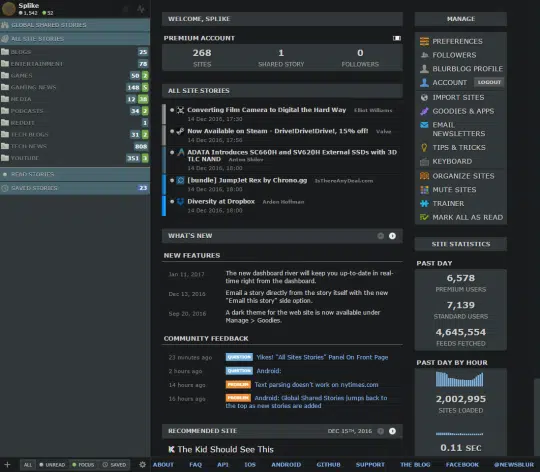 Splike
1,542 52
GLOBAL SHARED STORIES
ALL SITE STORIES
BLOGS 25
ENTERTAINMENT 78
GAMES 50 2
GAMING NEWS 148 5
MEDIA 12 38
PODCASTS 34 2
REDDIT 1
TECH BLOGS 31 2
TECH NEWS 808
YOUTUBE 351 3
READ STORIES
SAVED STORIES 23
ALL UNREAD FOCUS SAVED
WELCOME, SPLIKE
PREMIUM ACCOUNT
268 1 0
SITES SHARED STORY FOLLOWERS
ALL SITE STORIES
Converting Film Camera to Digital the Hard Way Elliot Williams
14 Dec 2016, 17:30
Now Available on Steam - Drive!Drive!Drive!, 15% off! Valve
14 Dec 2016, 17:50
ADATA Introduces SC660H and SV620H External SSDs with 3D
TLC NAND Anton Shilov
14 Dec 2016, 18:00
[bundle] JumpJet Rex by Chrono.gg IsThereAnyDeal.com
14 Dec 2016, 18:00
Diversity at Dropbox Arden Hoffman
14 Dec 2016, 18:00
WHAT'S NEW
NEW FEATURES
Jan 11, 2017 The new dashboard river will keep you up-to-date in real-
time right from the dashboard.
Dec 13, 2016 Email a story directly from the story itself with the new
"Email this story" side option.
Sep 20, 2016 A dark theme for the web site is now available under
Manage > Goodies.
COMMUNITY FEEDBACK
23 minutes ago QUESTION Yikes! "All Sites Stories" Panel On Front Page
2 hours ago QUESTION Android:
14 hours ago PROBLEM Text parsing doesn't work on nytimes.com
16 hours ago PROBLEM Android: Global Shared Stories jumps back
to the top as new stories are added
RECOMMENDED SITE DEC 15TH, 2016
The Kid Should See This
MANAGE
PREFERENCES
FOLLOWERS
BLURBLOG PROFILE
ACCOUNT LOGOUT
IMPORT SITES
GOODIES & APPS
EMAIL
NEWSLETTERS
TIPS & TRICKS
KEYBOARD
ORGANIZE SITES
MUTE SITES
TRAINER
MARK ALL AS READ
SITE STATISTICS
PAST DAY
6,578
PREMIUM USERS
7,139
STANDARD USERS
4,645,554
FEEDS FETCHED
PAST DAY BY HOUR
2,002,995
SITES LOADED
0.11 SEC
ABOUT FAQ API IOS ANDROID GITHUB SUPPORT THE BLOG FACEBOOK @NEWSBLUR